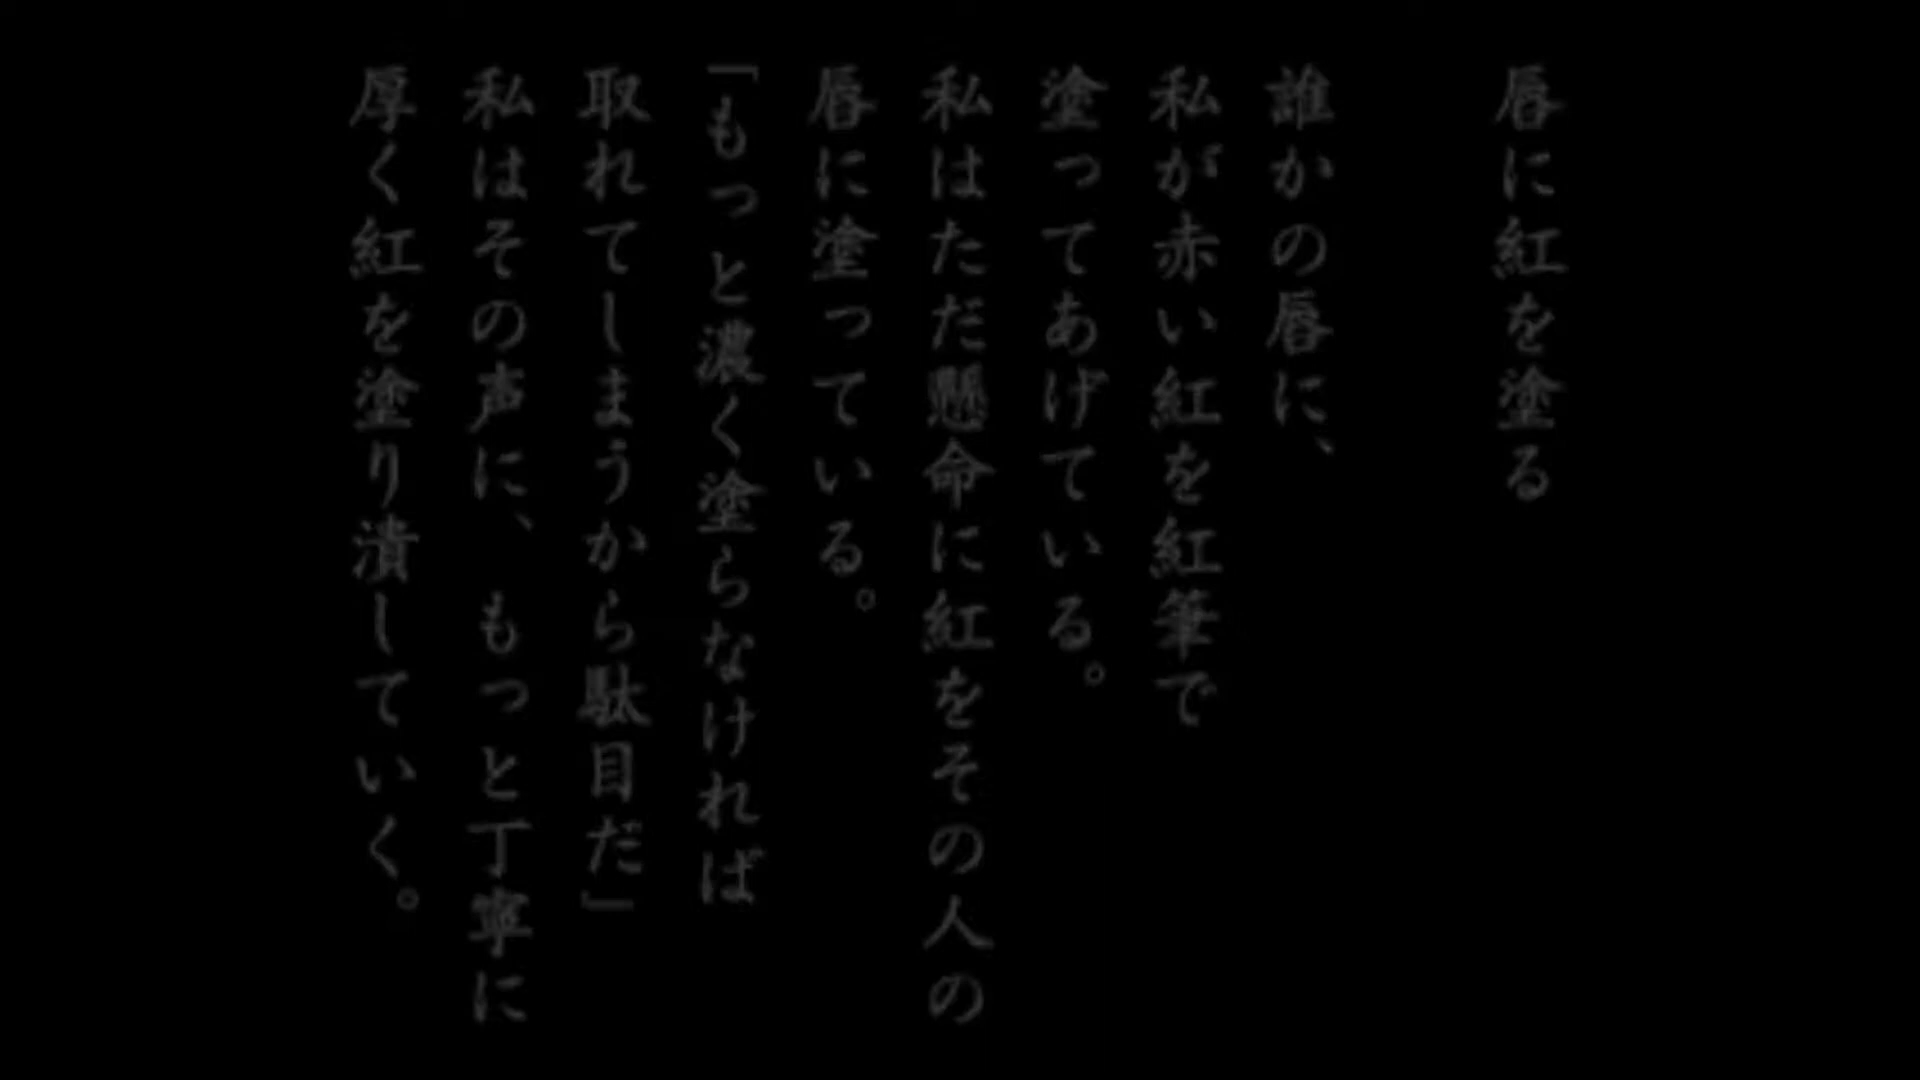 唇に紅を塗る
誰かの唇に、
私が赤い紅を紅筆で
塗ってあげている。
私はただ懸命に紅をその人の
唇に塗っている。
「もっと濃く塗らなければ
取れてしまうから駄目だ」
私はその声に、もっと丁寧に
厚く紅を塗り潰していく。